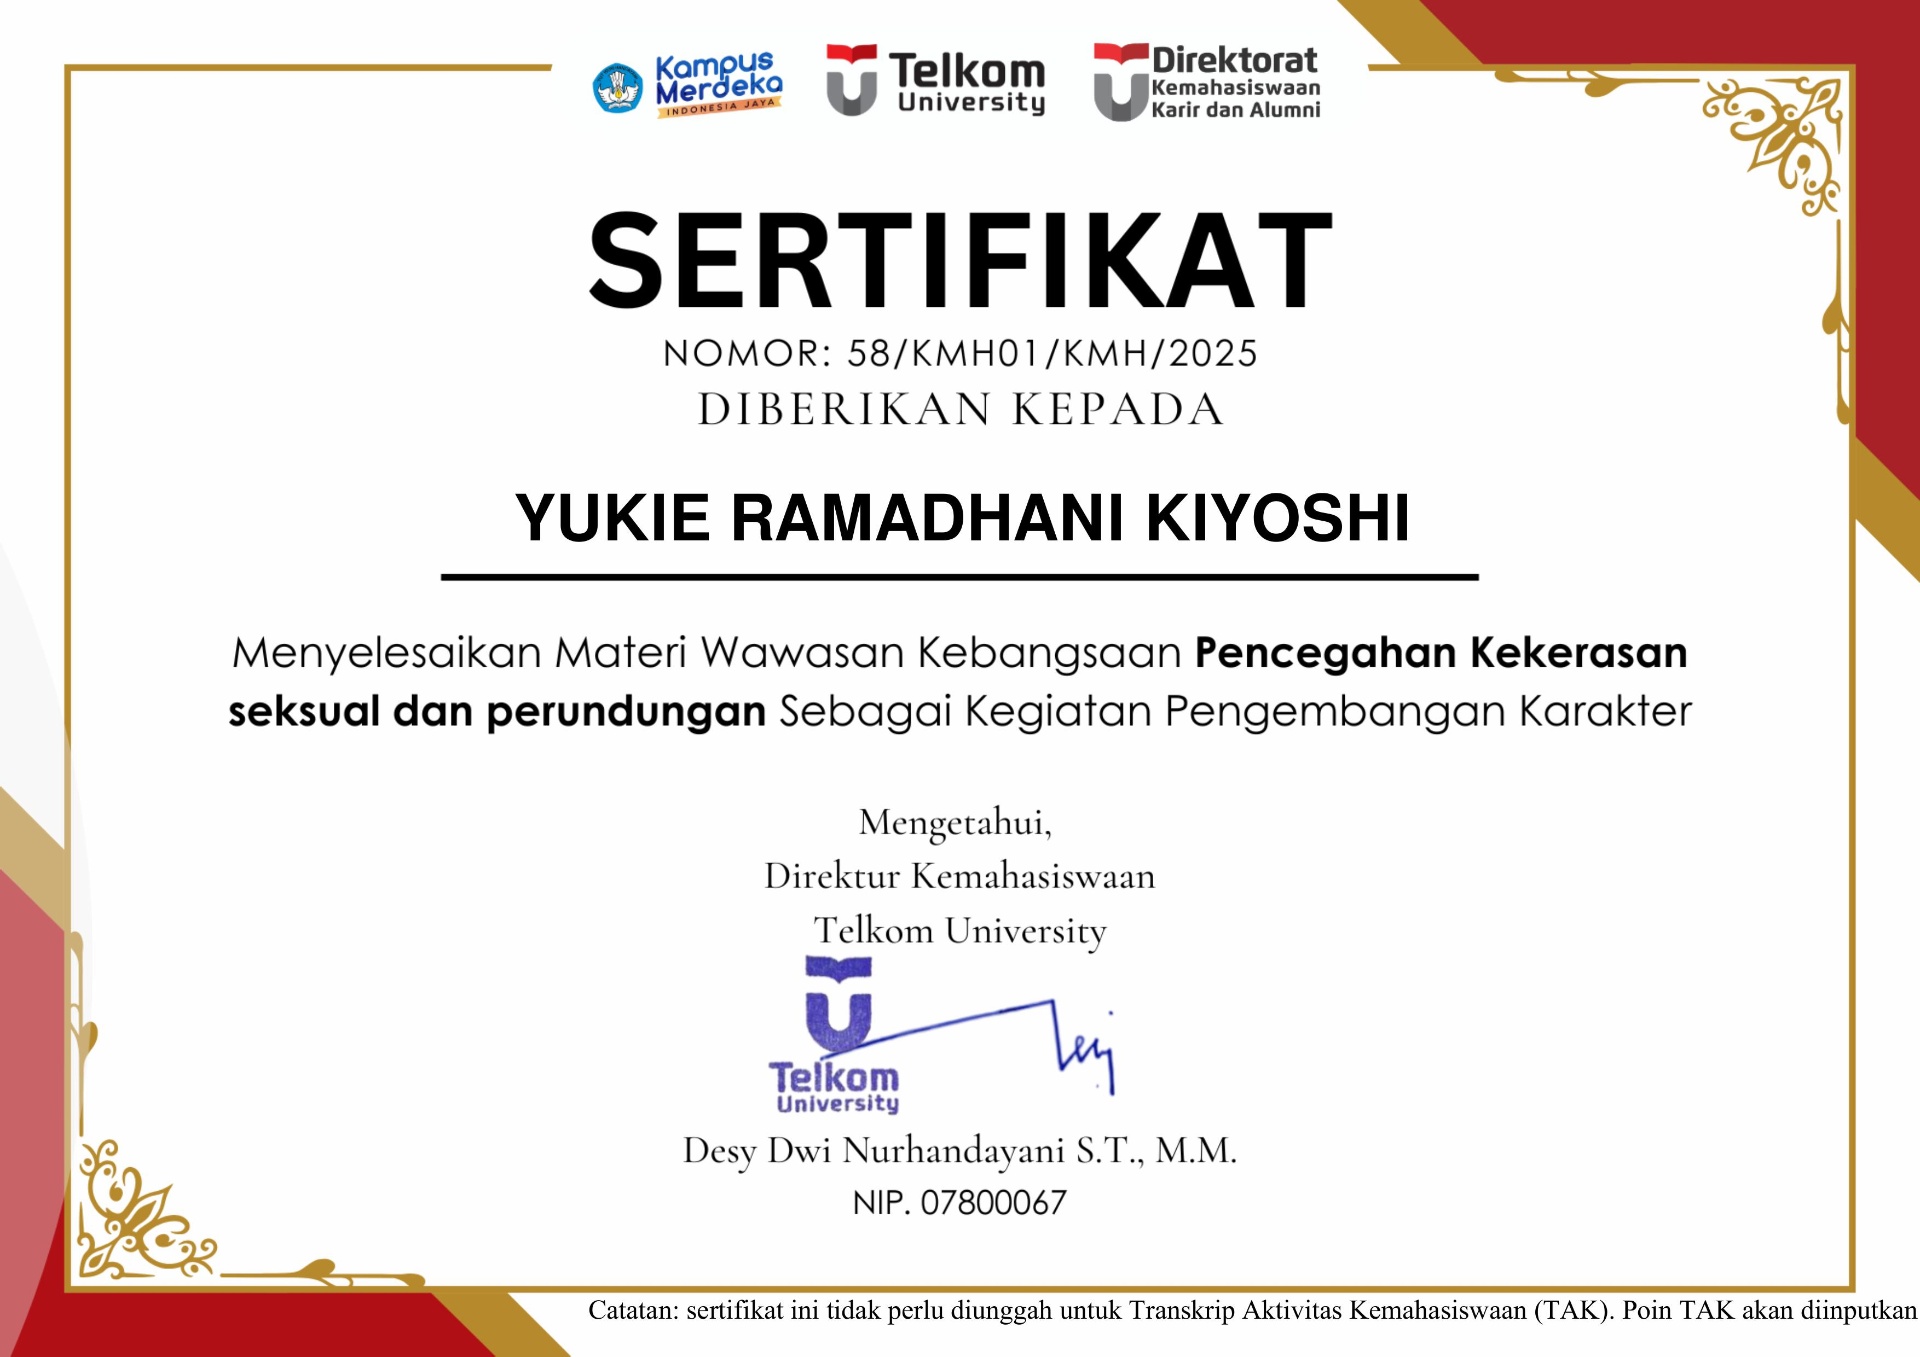 Kampus
Merdeka
INDONESIA JAYA
Telkom
University
Direktorat
Kemahasiswaan
Karir dan Alumni
SERTIFIKAT
NOMOR: 58/KMH01/KMH/2025
DIBERIKAN KEPADA
YUKIE RAMADHANI KIYOSHI
Menyelesaikan Materi Wawasan Kebangsaan Pencegahan Kekerasan
seksual dan perundungan Sebagai Kegiatan Pengembangan Karakter
Mengetahui,
Direktur Kemahasiswaan
Telkom University
Telkom
University
Desy Dwi Nurhandayani S.T., M.M.
NIP. 07800067
Catatan: sertifikat ini tidak perlu diunggah untuk Transkrip Aktivitas Kemahasiswaan (TAK). Poin TAK akan diinputkan